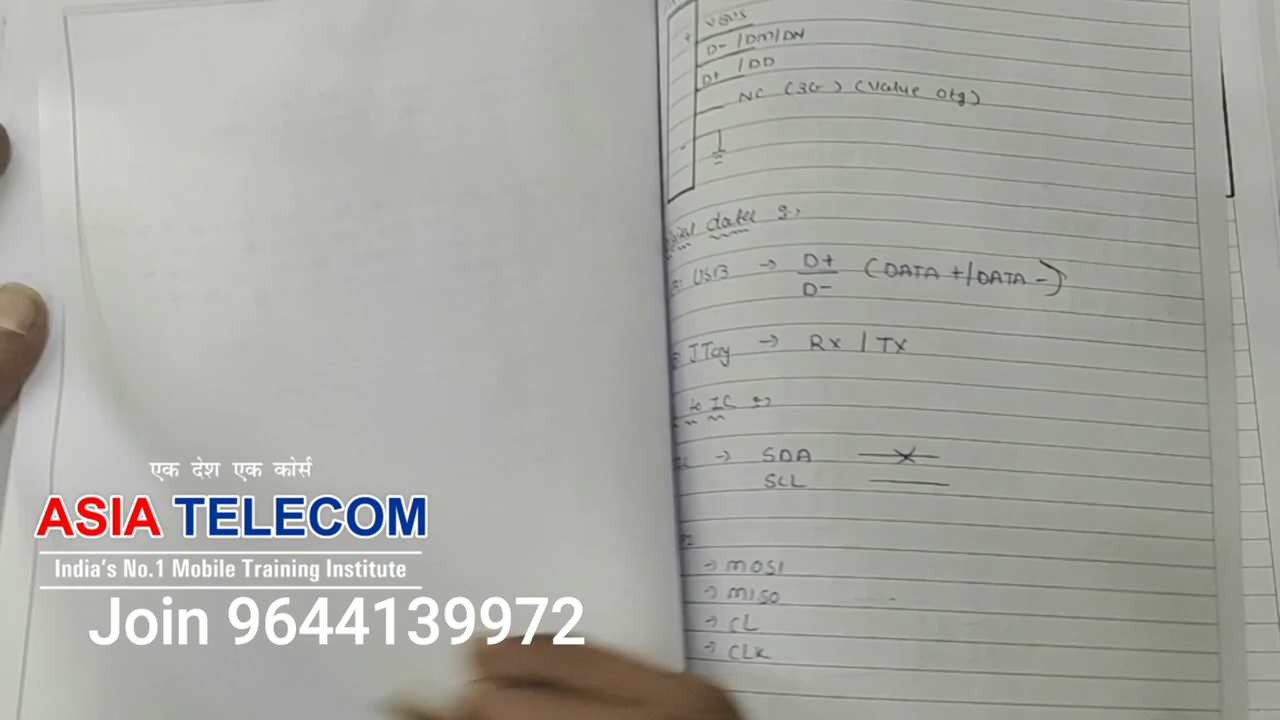 VBUS
D- /DM/DN
D+ /DD
NC (3G) (Value Otg)
data
USB → D+ (DATA +/DATA -)
D-
JTag → Rx / TX
to IC
→ SDA
SCL
→ MOSI
→ MISO
→ CL
→ CLK
एक देश एक कोर्स
ASIA TELECOM
India's No.1 Mobile Training Institute
Join 9644139972